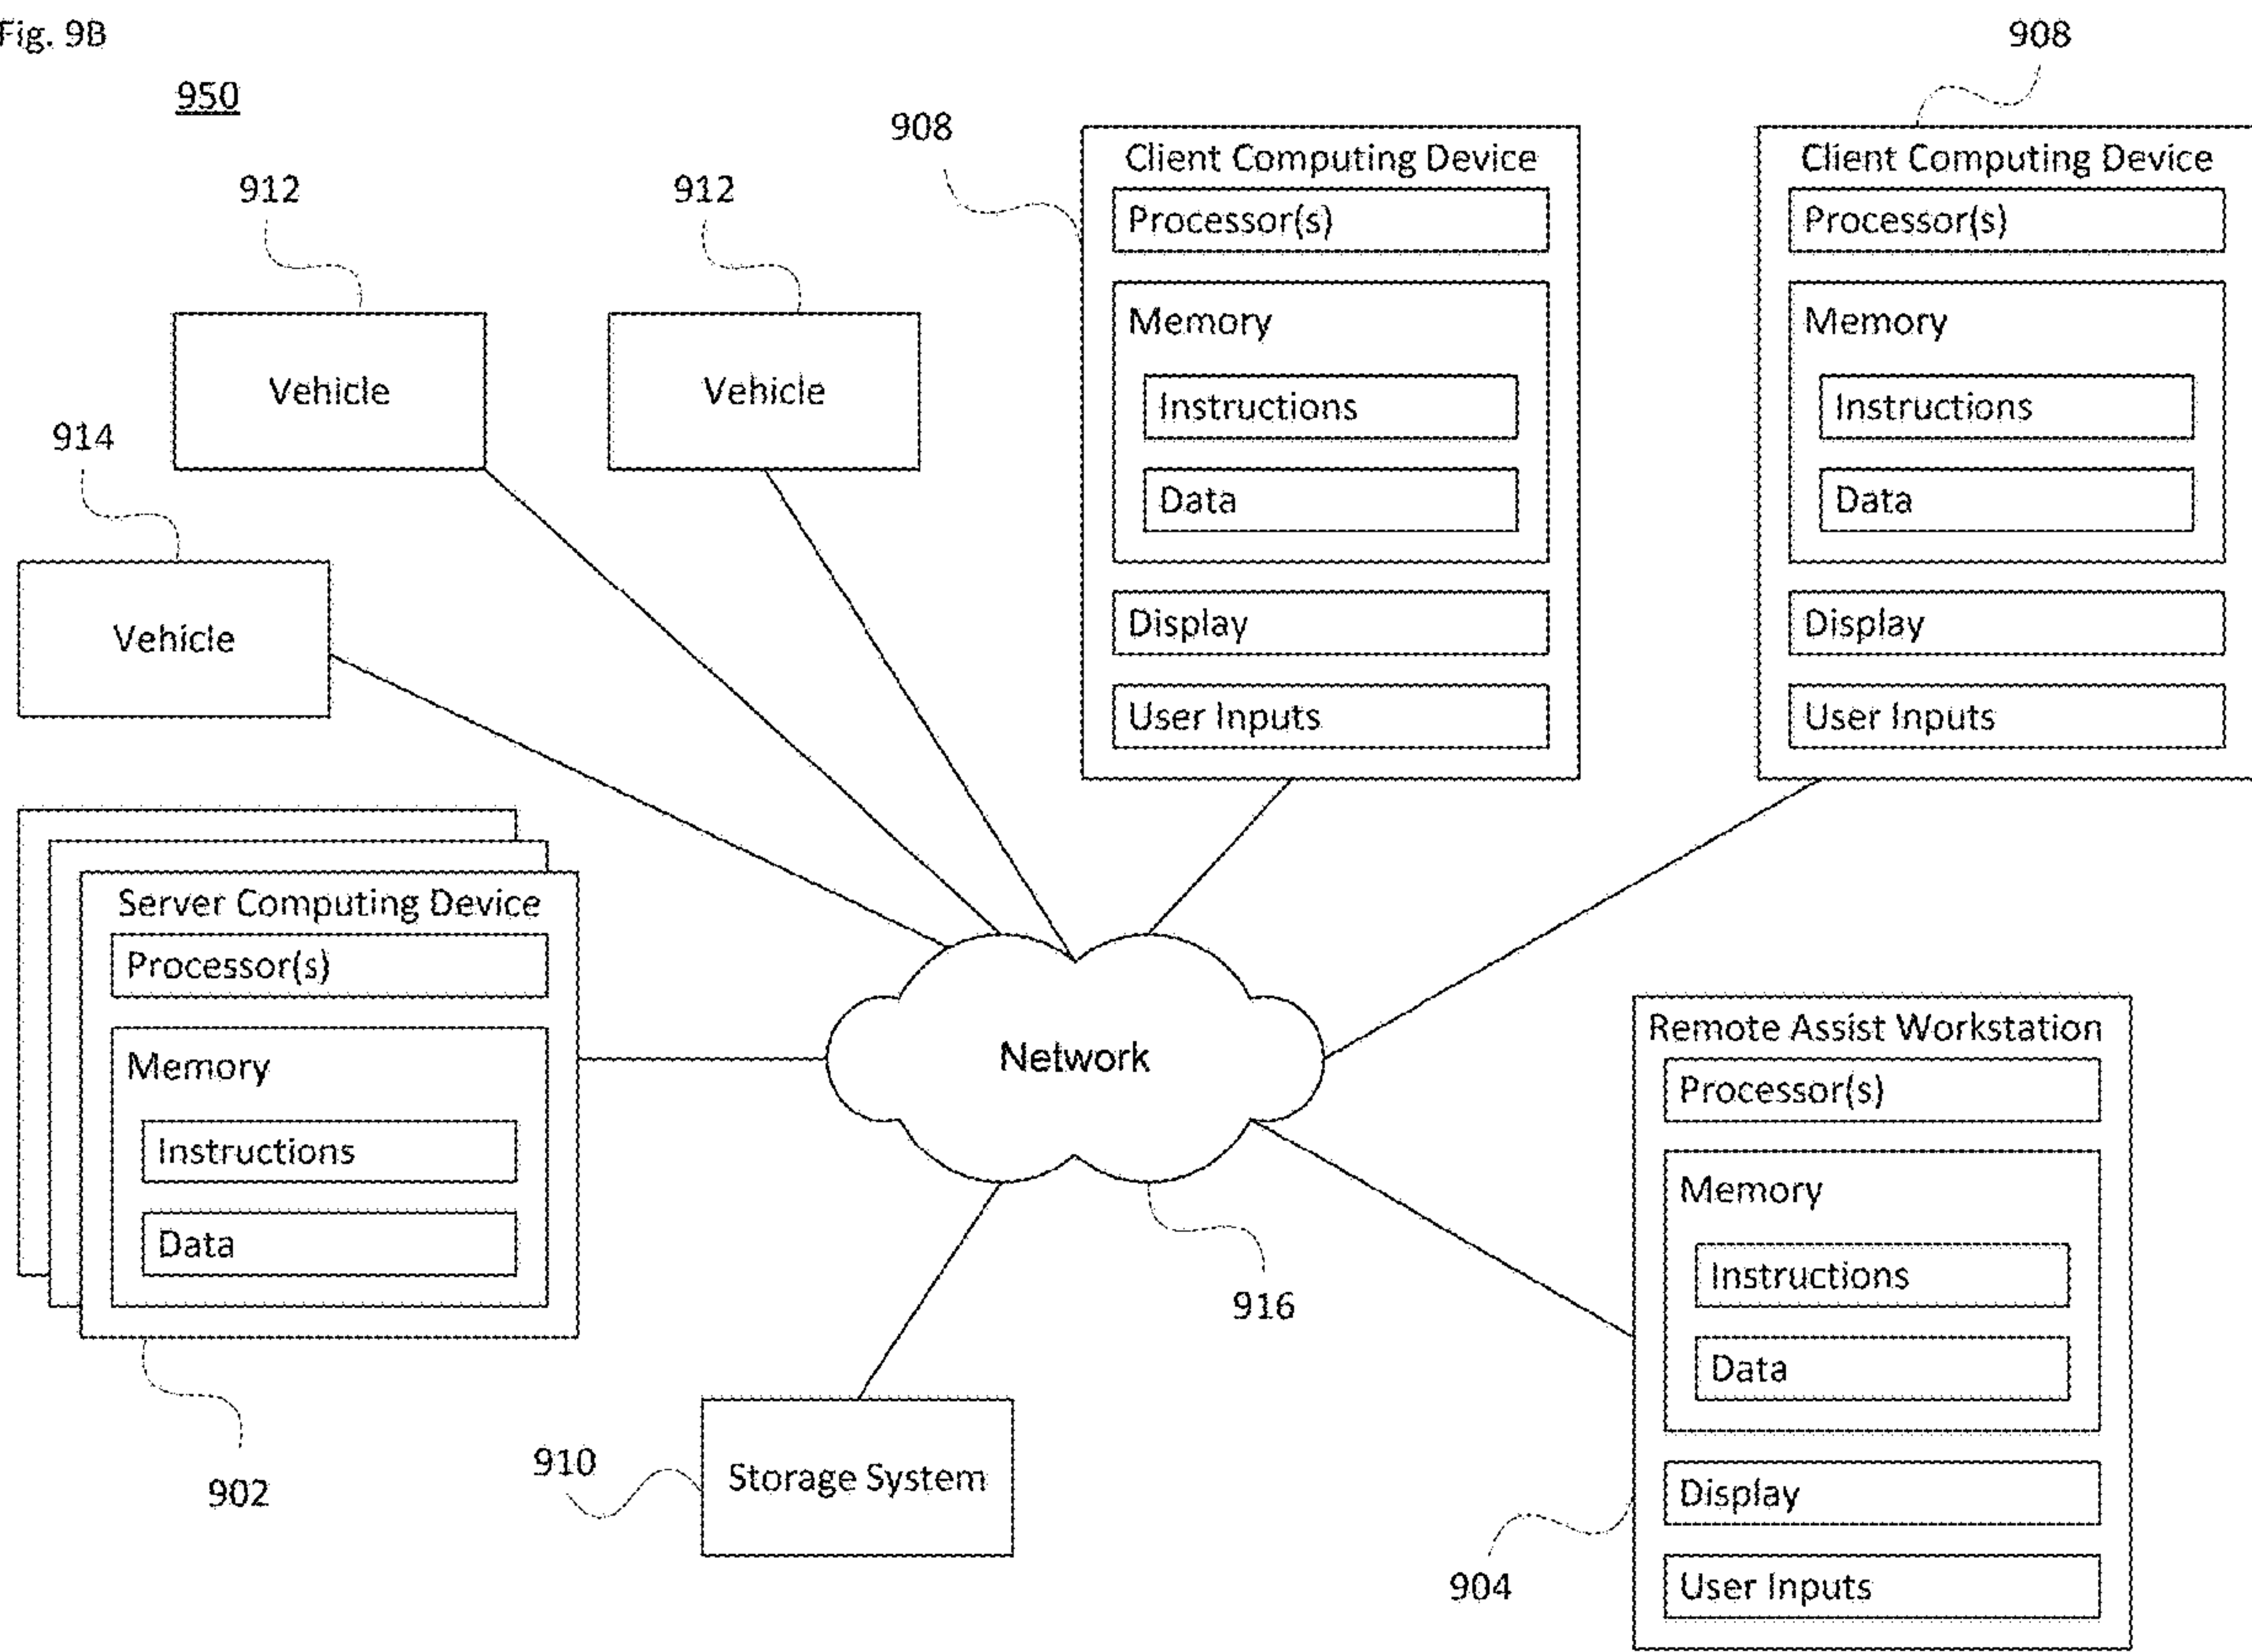 Fig. 9B
950
908
908
912
912
914
Vehicle
Vehicle
Vehicle
Client Computing Device
Processor(s)
Memory
Instructions
Data
Display
User Inputs
Client Computing Device
Processor(s)
Memory
Instructions
Data
Display
User Inputs
Server Computing Device
Processor(s)
Memory
Instructions
Data
902
Network
916
Storage System
910
Remote Assist Workstation
Processor(s)
Memory
Instructions
Data
Display
User Inputs
904